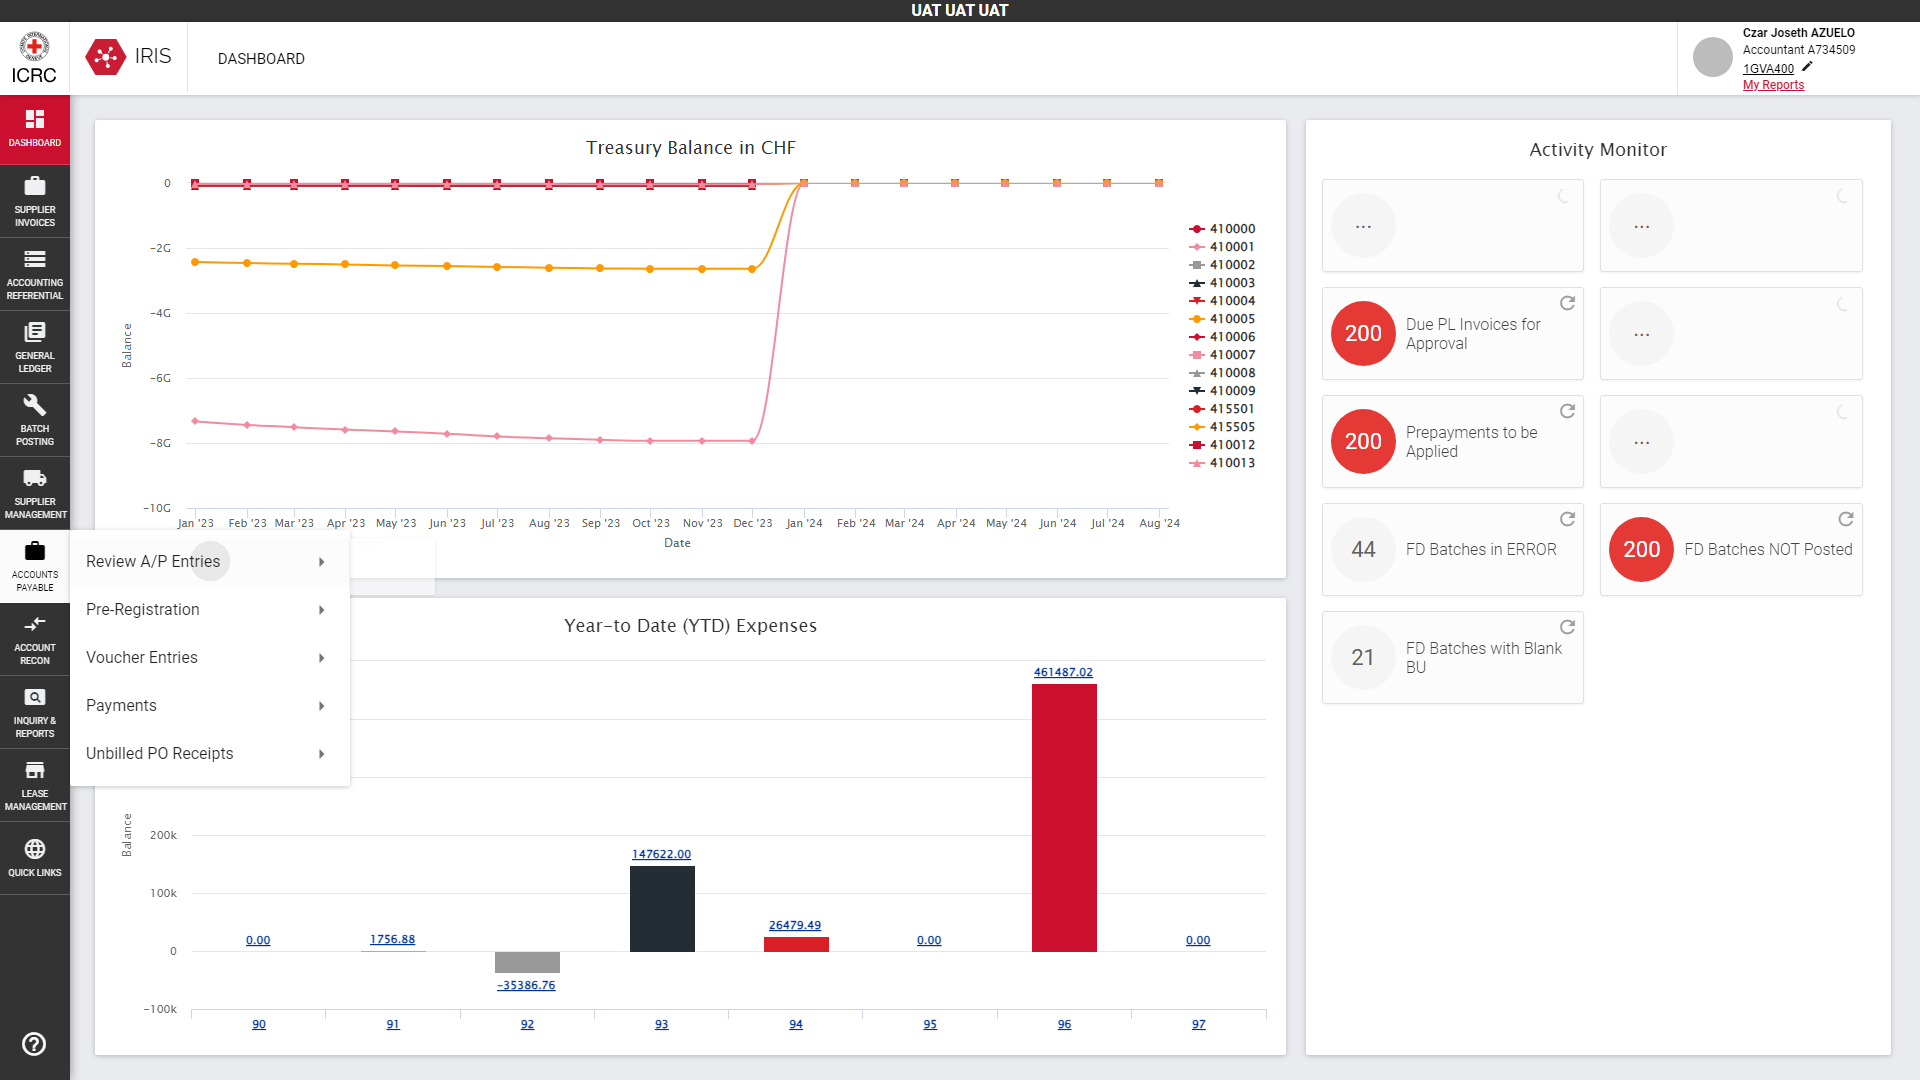 UAT UAT UAT
ICRC
IRIS
DASHBOARD
Czar Joseth AZUELO
Accountant A734509
1GVA400
My Reports
DASHBOARD
SUPPLIER
INVOICES
ACCOUNTING
REFERENTIAL
GENERAL
LEDGER
BATCH
POSTING
SUPPLIER
MANAGEMENT
ACCOUNTS
PAYABLE
ACCOUNT
RECON
INQUIRY &
REPORTS
LEASE
MANAGEMENT
QUICK LINKS
Review A/P Entries
Pre-Registration
Voucher Entries
Payments
Unbilled PO Receipts
Treasury Balance in CHF
Balance
0
-2G
-4G
-6G
-8G
-10G
Jan '23 Feb '23 Mar '23 Apr '23 May '23 Jun '23 Jul '23 Aug '23 Sep '23 Oct '23 Nov '23 Dec '23 Jan '24 Feb '24 Mar '24 Apr '24 May '24 Jun '24 Jul '24 Aug '24
Date
410000
410001
410002
410003
410004
410005
410006
410007
410008
410009
415501
415505
410012
410013
Year-to Date (YTD) Expenses
Balance
200k
100k
0
-100k
0.00
1756.88
-35386.76
147622.00
26479.49
0.00
461487.02
0.00
90 91 92 93 94 95 96 97
Activity Monitor
...
...
200
Due PL Invoices for
Approval
...
200
Prepayments to be
Applied
...
44
FD Batches in ERROR
200
FD Batches NOT Posted
21
FD Batches with Blank
BU